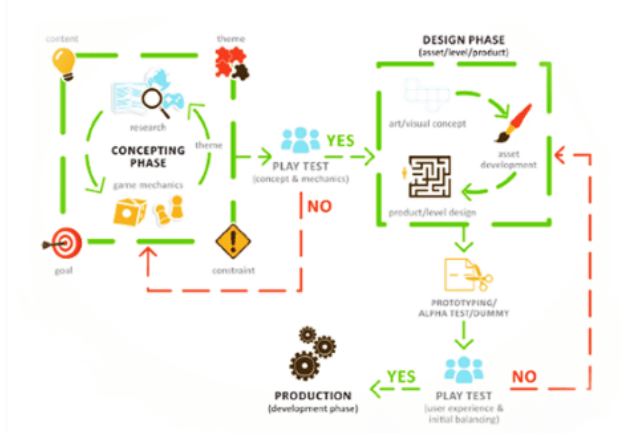 content
theme
research
CONCEPTING
PHASE
theme
game mechanics
goal
constraint
PLAY TEST
(concept & mechanics)
YES
NO
DESIGN PHASE
(asset/level/product)
art/visual concept
asset
development
product/level design
PROTOTYPING/
ALPHA TEST/DUMMY
PLAY TEST
(user experience &
initial balancing)
YES
NO
PRODUCTION
(development phase)